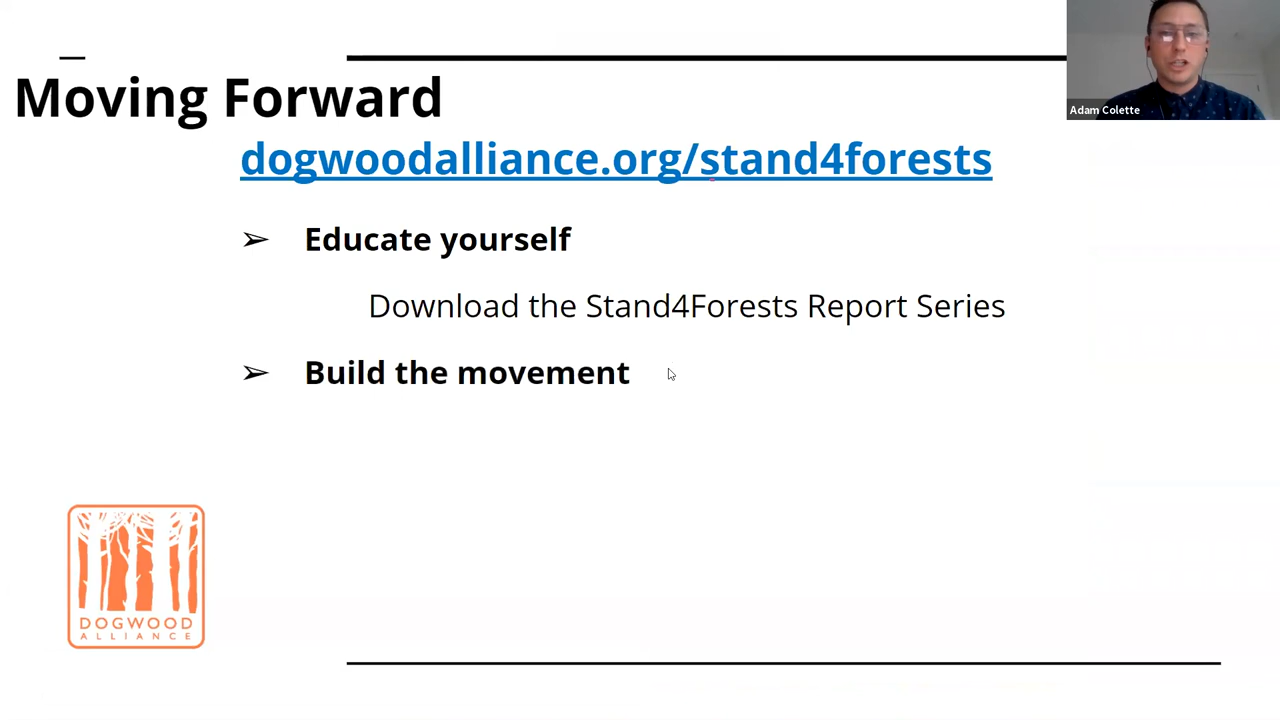 Moving Forward
dogwoodalliance.org/stand4forests
➢ Educate yourself
Download the Stand4Forests Report Series
➢ Build the movement
Adam Colette
DOGWOOD
ALLIANCE